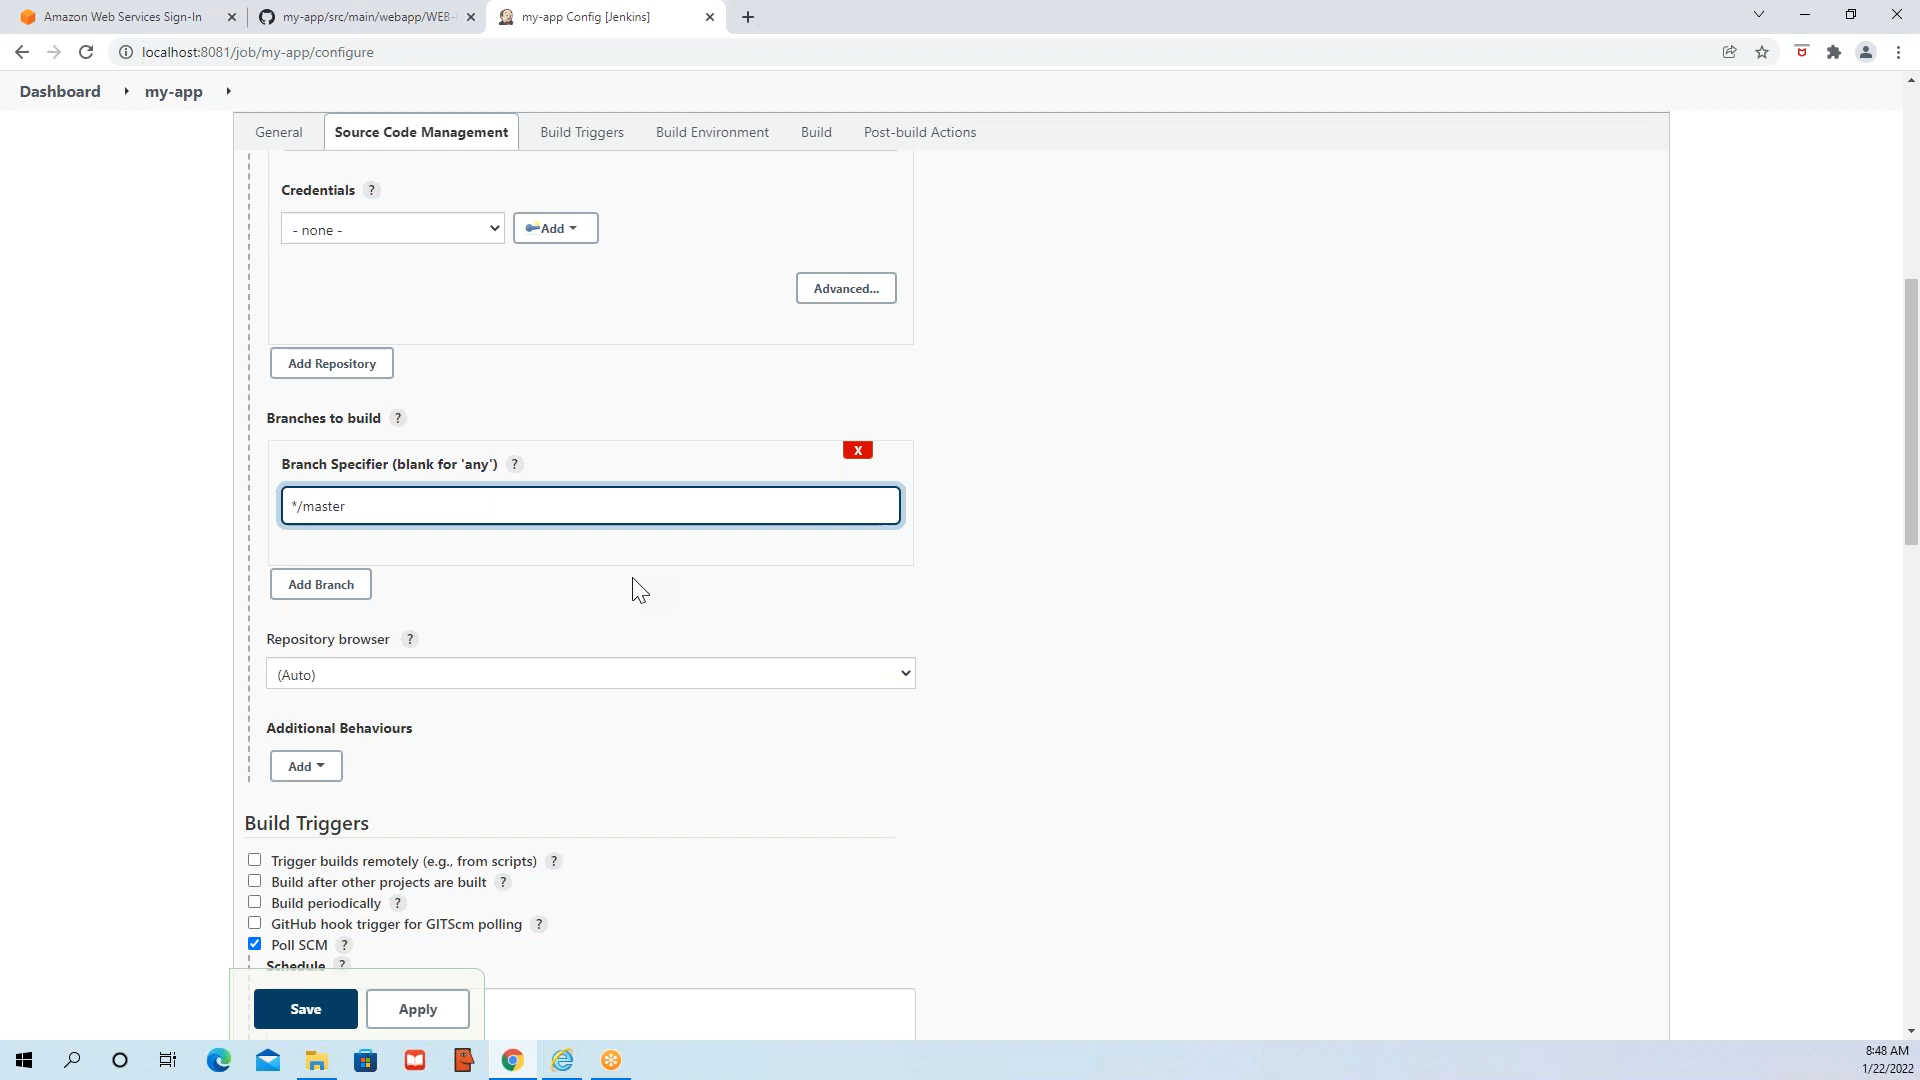 Amazon Web Services Sign-In
my-app/src/main/webapp/WEB-
my-app Config [Jenkins]
localhost:8081/job/my-app/configure
Dashboard
my-app
General
Source Code Management
Build Triggers
Build Environment
Build
Post-build Actions
Credentials ?
- none -
Add
Advanced...
Add Repository
Branches to build ?
X
Branch Specifier (blank for 'any') ?
*/master
Add Branch
Repository browser ?
(Auto)
Additional Behaviours
Add
Build Triggers
Trigger builds remotely (e.g., from scripts) ?
Build after other projects are built ?
Build periodically ?
GitHub hook trigger for GITScm polling ?
Poll SCM ?
Schedule ?
Save
Apply
8:48 AM
1/22/2022